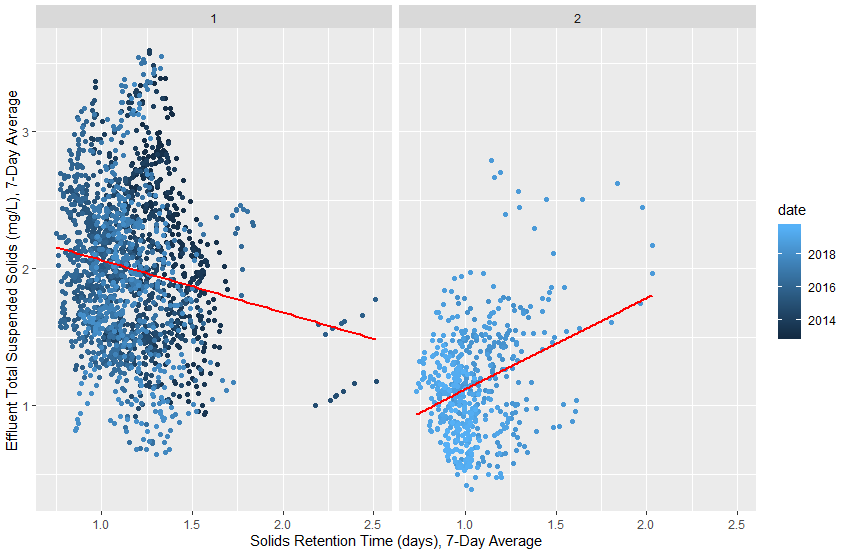 1
2
Effluent Total Suspended Solids (mg/L), 7-Day Average
3
2
1
date
2018
2016
2014
1.0 1.5 2.0 2.5 1.0 1.5 2.0 2.5
Solids Retention Time (days), 7-Day Average